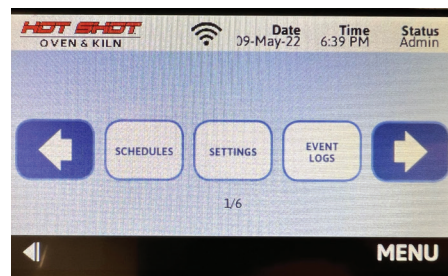 HOT SHOT
OVEN & KILN
Date
09-May-22
Time
6:39 PM
Status
Admin
SCHEDULES
SETTINGS
EVENT
LOGS
1/6
MENU